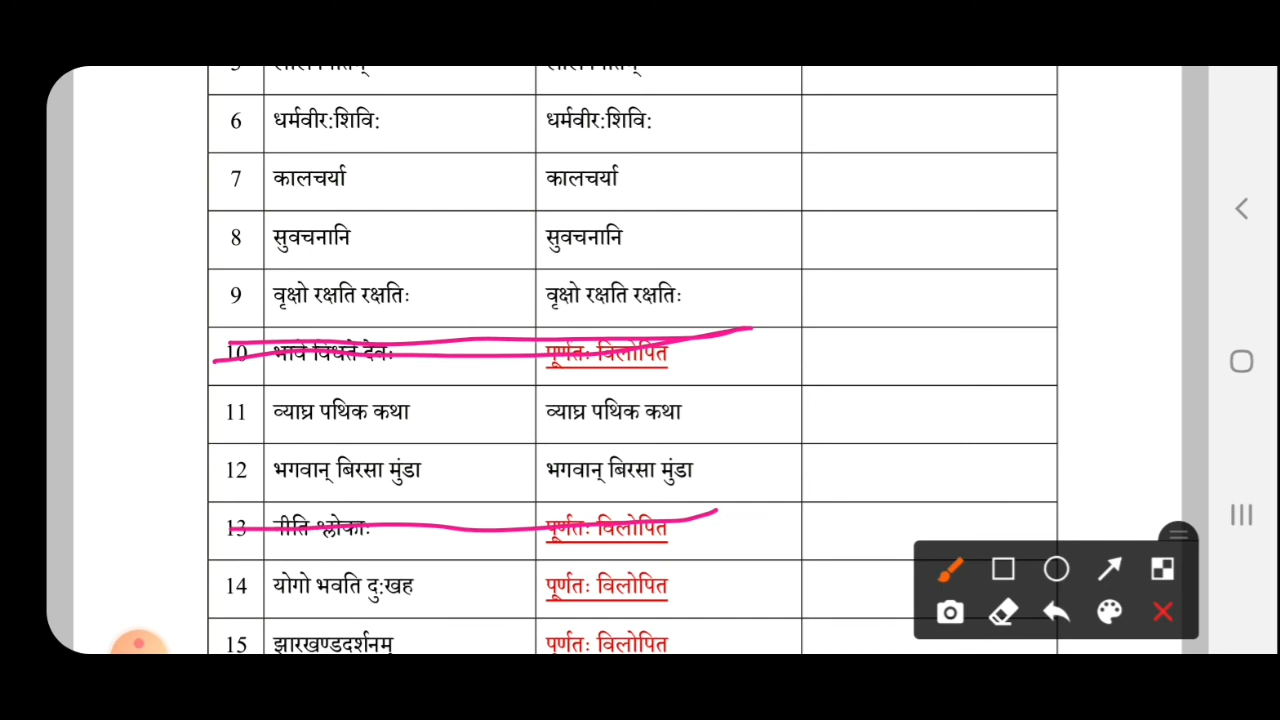 6 धर्मवीर:शिवि: धर्मवीर:शिवि:
7 कालचर्या कालचर्या
8 सुवचनानि सुवचनानि
9 वृक्षो रक्षति रक्षतिः वृक्षो रक्षति रक्षतिः
10 देवः पूर्णतः विलोपित
11 व्याघ्र पथिक कथा व्याघ्र पथिक कथा
12 भगवान् बिरसा मुंडा भगवान् बिरसा मुंडा
13 नीति श्लोकाः पूर्णतः विलोपित
14 योगो भवति दु:खह पूर्णतः विलोपित
15 झारखण्डदर्शनम् पूर्णतः विलोपित